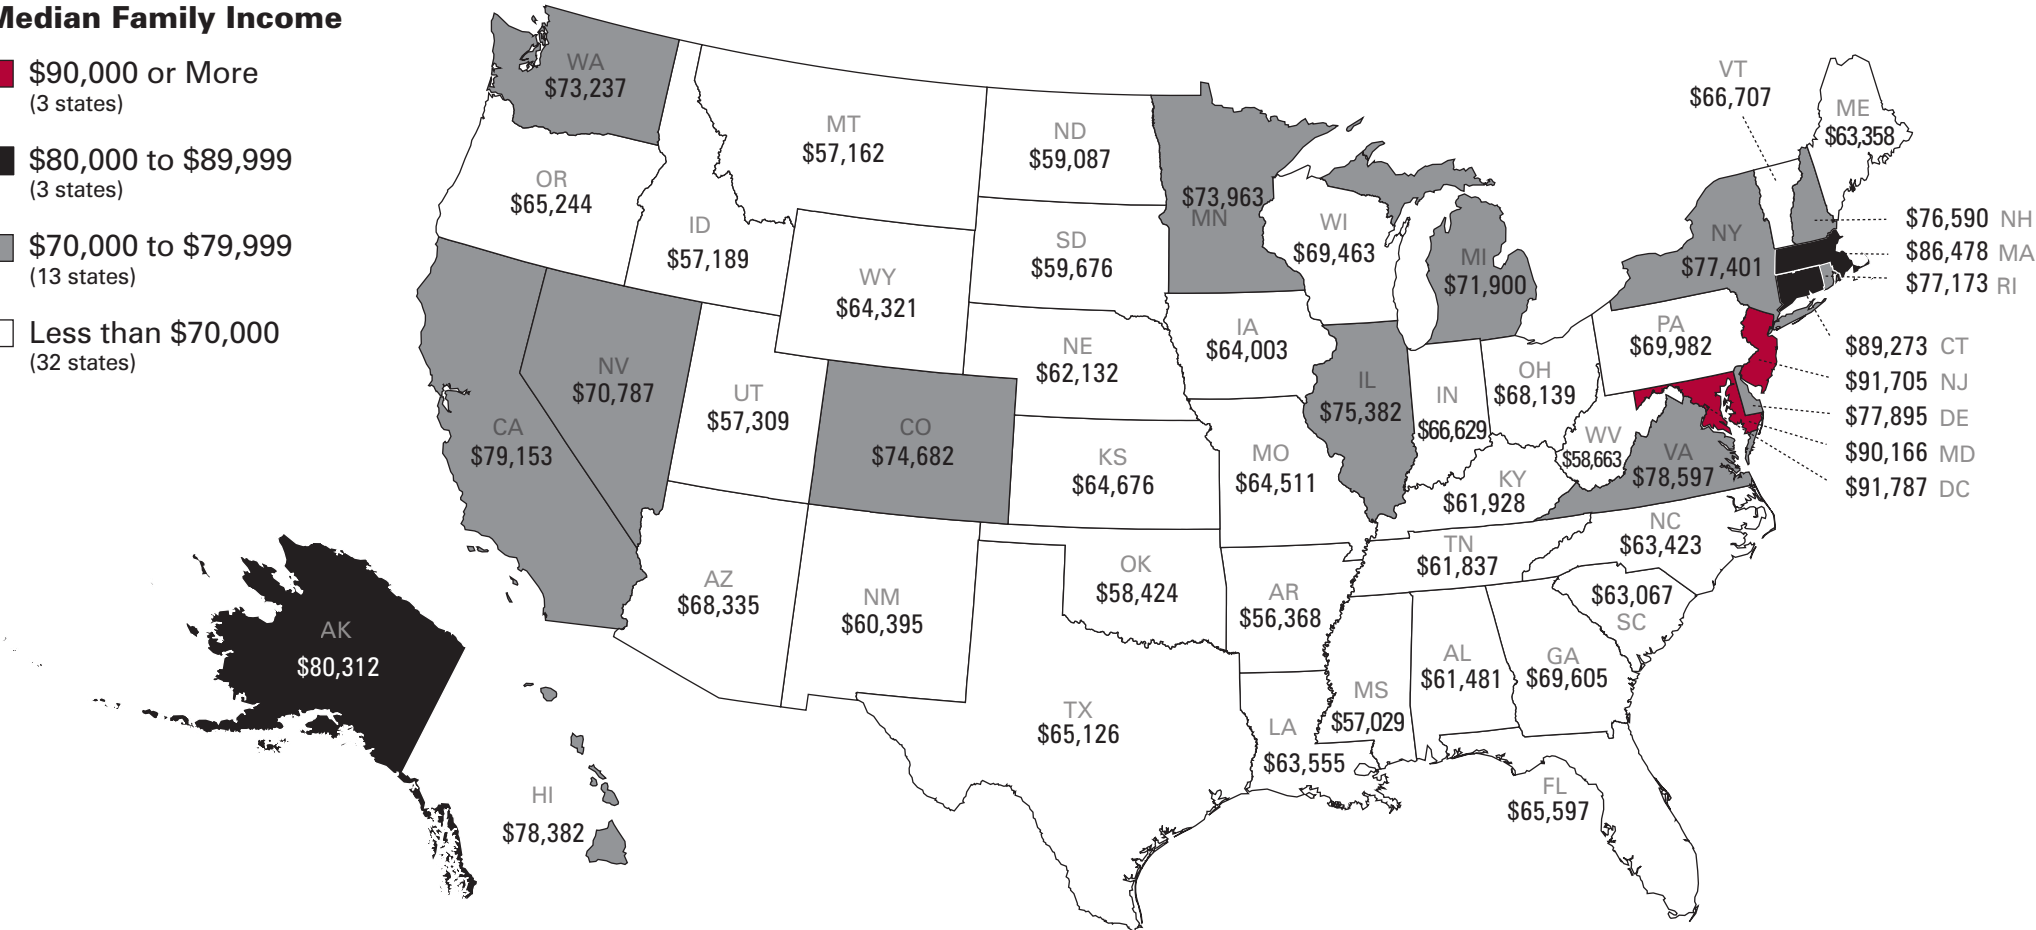 Median Family Income
$90,000 or More
(3 states)
$80,000 to $89,999
(3 states)
$70,000 to $79,999
(13 states)
Less than $70,000
(32 states)
WA
$73,237
OR
$65,244
ID
$57,189
MT
$57,162
WY
$64,321
ND
$59,087
SD
$59,676
NE
$62,132
KS
$64,676
$73,963
MN
IA
$64,003
MO
$64,511
WI
$69,463
MI
$71,900
IL
$75,382
IN
$66,629
OH
$68,139
PA
$69,982
NY
$77,401
VT
$66,707
ME
$63,358
$76,590 NH
$86,478 MA
$77,173 RI
$89,273 CT
$91,705 NJ
$77,895 DE
$90,166 MD
$91,787 DC
WV
$58,663
VA
$78,597
KY
$61,928
NC
$63,423
TN
$61,837
$63,067
SC
CA
$79,153
NV
$70,787
UT
$57,309
CO
$74,682
AZ
$68,335
NM
$60,395
OK
$58,424
AR
$56,368
TX
$65,126
LA
$63,555
MS
$57,029
AL
$61,481
GA
$69,605
FL
$65,597
AK
$80,312
HI
$78,382